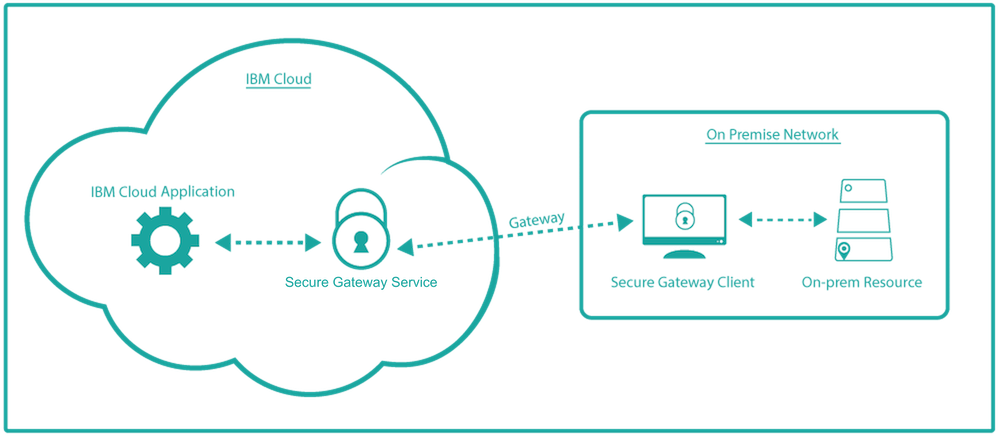 IBM Cloud
IBM Cloud Application
Secure Gateway Service
Gateway
On Premise Network
Secure Gateway Client
On-prem Resource